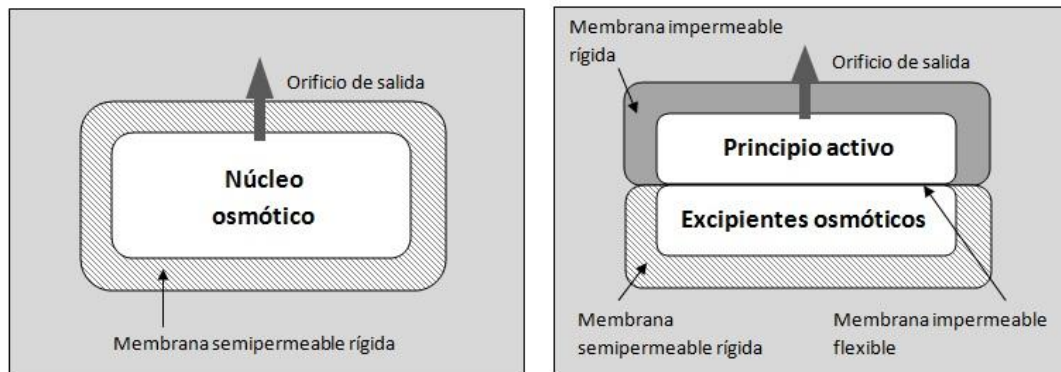 Orificio de salida
Núcleo
osmótico
Membrana semipermeable rígida
Membrana impermeable
rígida
Orificio de salida
Principio activo
Excipientes osmóticos
Membrana
semipermeable rígida
Membrana impermeable
flexible